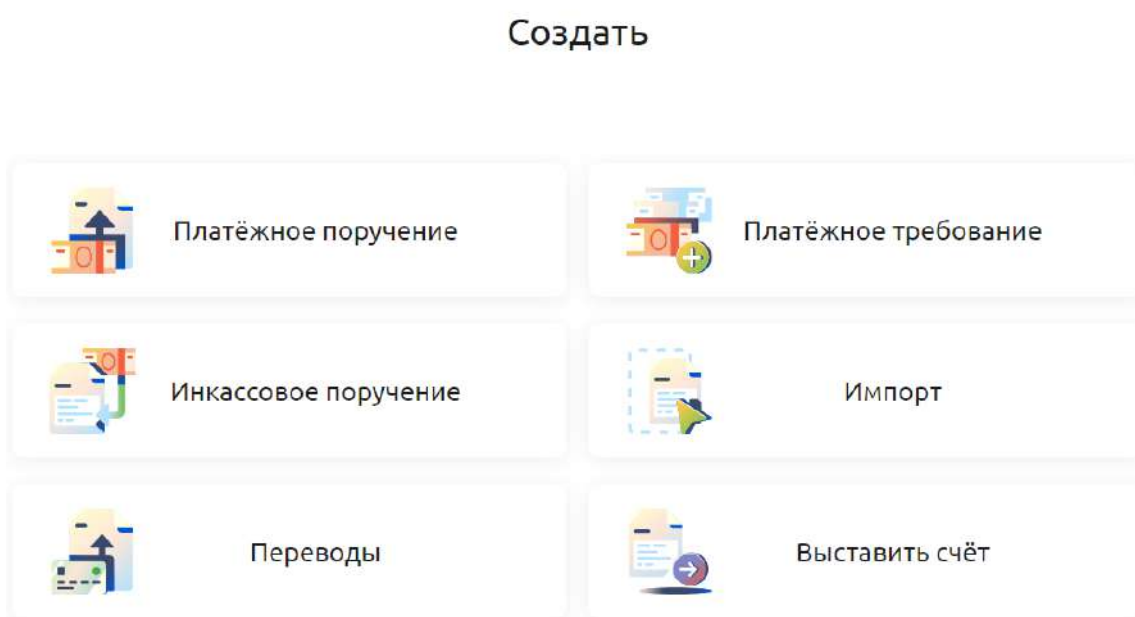 Создать
Платёжное поручение
Платёжное требование
Инкассовое поручение
Импорт
Переводы
Выставить счёт